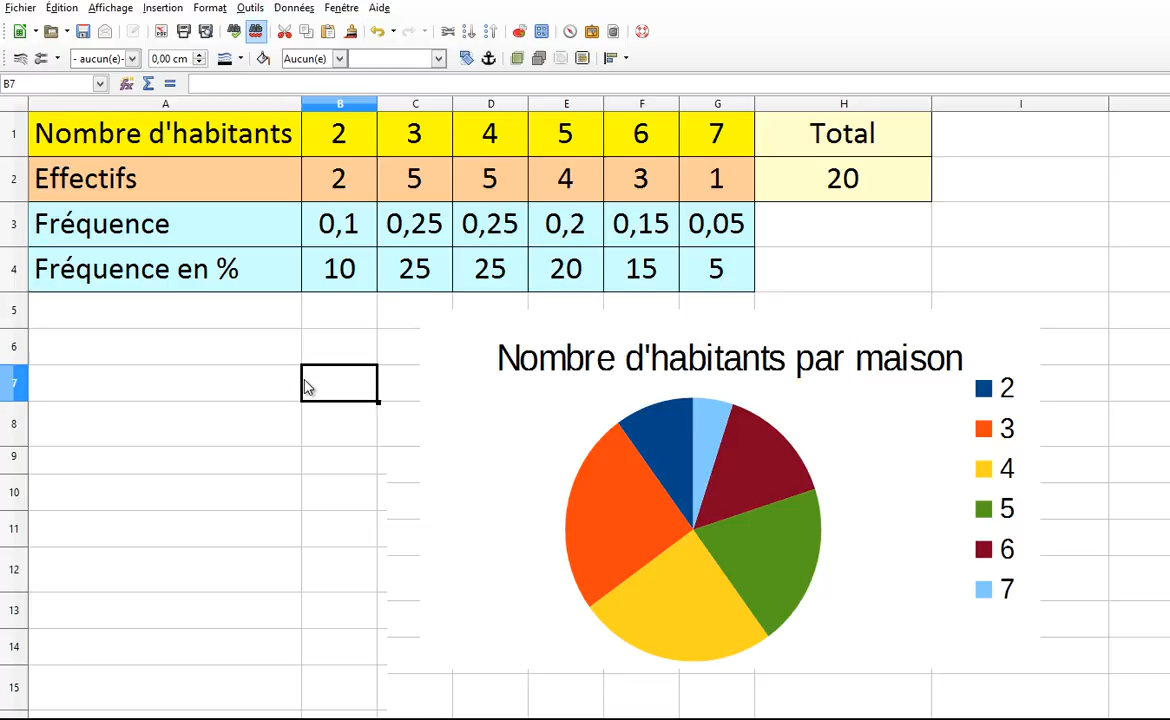 Fichier Édition Affichage Insertion Format Outils Données Fenêtre Aide
- aucun(e)- 0,00 cm Aucun(e)
B7
A B C D E F G H I
1 Nombre d'habitants 2 3 4 5 6 7 Total
2 Effectifs 2 5 5 4 3 1 20
3 Fréquence 0,1 0,25 0,25 0,2 0,15 0,05
4 Fréquence en % 10 25 25 20 15 5
5
6
Nombre d'habitants par maison
7
2
8
3
9
4
10
5
11
6
12
7
13
14
15